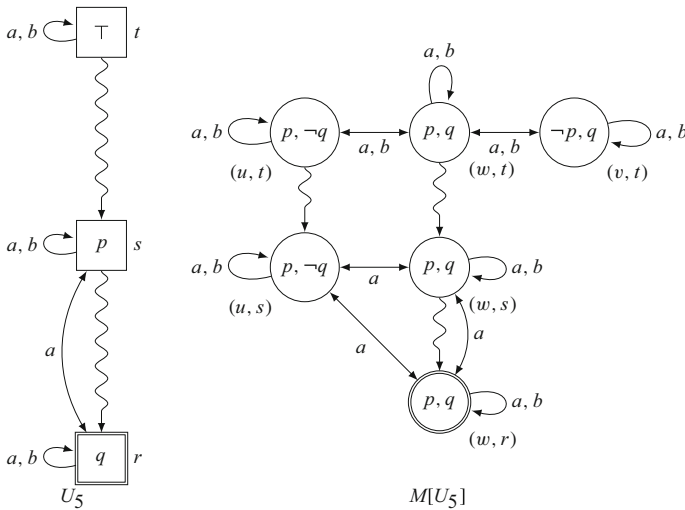 a, b ⊤ t
a, b
a, b p, ¬q p, q ¬p, q a, b
a, b a, b
(u, t) (w, t) (v, t)
a, b p s
a, b p, ¬q p, q a, b
a
(u, s) (w, s)
a a a
p, q a, b
(w, r)
a, b q r
U5 M[U5]